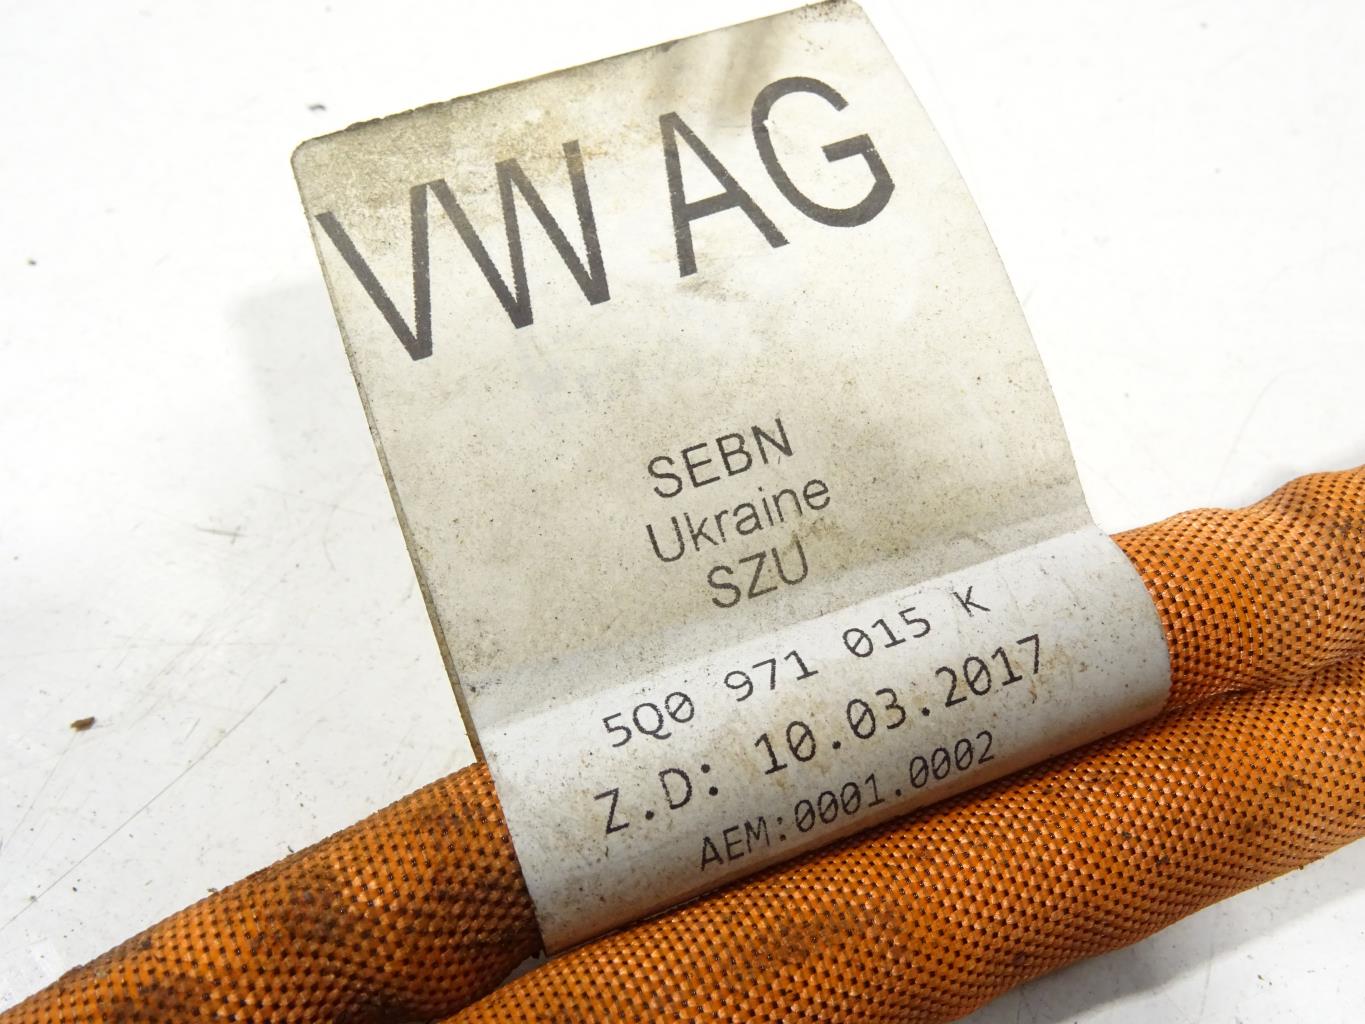 VW AG
SEBN
Ukraine
SZU
5Q0 971 015 K
Z.D: 10.03.2017
AEM:0001.0002